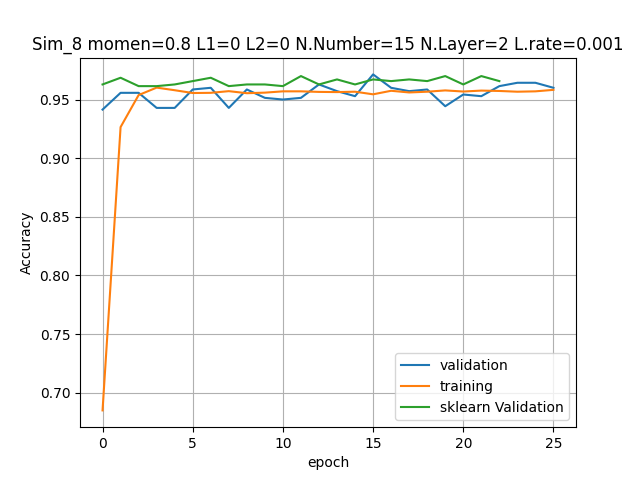 Sim_8 momen=0.8 L1=0 L2=0 N.Number=15 N.Layer=2 L.rate=0.001
Accuracy
0.95
0.90
0.85
0.80
0.75
0.70
validation
training
sklearn Validation
0 5 10 15 20 25
epoch